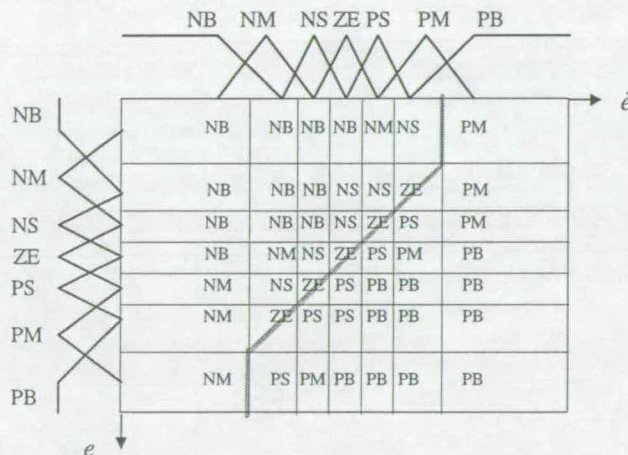 NB NM NS ZE PS PM PB
ė
NB NB NB NB NB NM NS PM
NM NB NB NB NS NS ZE PM
NS NB NB NB NS ZE PS PM
ZE NB NM NS ZE PS PM PB
PS NM NS ZE PS PB PB PB
PM NM ZE PS PS PB PB PB
PB NM PS PM PB PB PB PB
e